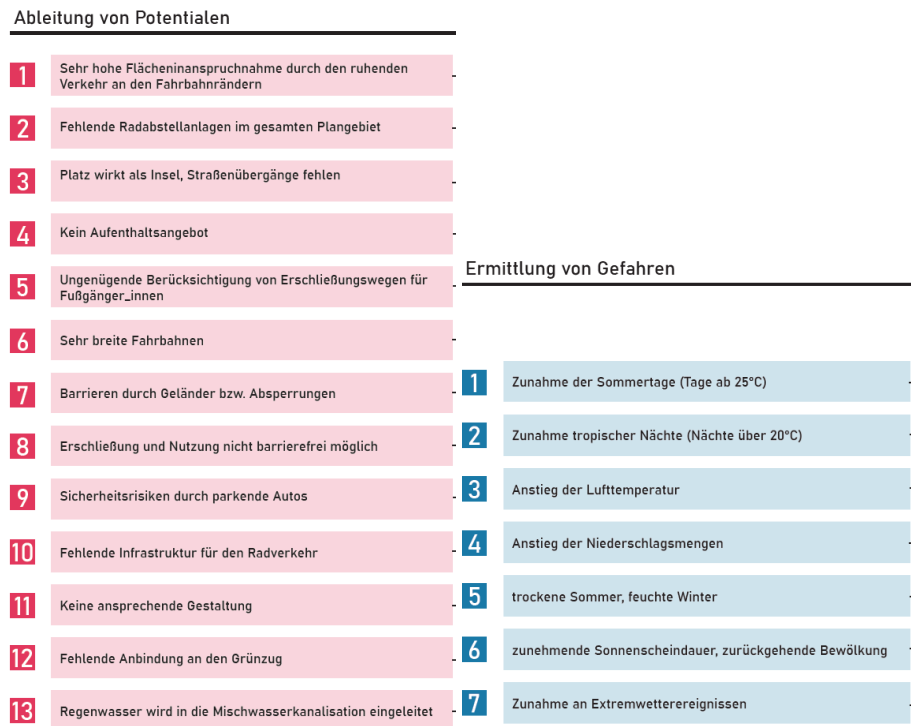 Ableitung von Potentialen
1
Sehr hohe Flächeninanspruchnahme durch den ruhenden
Verkehr an den Fahrbahnrändern
2
Fehlende Radabstellanlagen im gesamten Plangebiet
3
Platz wirkt als Insel, Straßenübergänge fehlen
4
Kein Aufenthaltsangebot
5
Ungenügende Berücksichtigung von Erschließungswegen für
Fußgänger_innen
6
Sehr breite Fahrbahnen
7
Barrieren durch Geländer bzw. Absperrungen
8
Erschließung und Nutzung nicht barrierefrei möglich
9
Sicherheitsrisiken durch parkende Autos
10
Fehlende Infrastruktur für den Radverkehr
11
Keine ansprechende Gestaltung
12
Fehlende Anbindung an den Grünzug
13
Regenwasser wird in die Mischwasserkanalisation eingeleitet
Ermittlung von Gefahren
1
Zunahme der Sommertage (Tage ab 25°C)
2
Zunahme tropischer Nächte (Nächte über 20°C)
3
Anstieg der Lufttemperatur
4
Anstieg der Niederschlagsmengen
5
trockene Sommer, feuchte Winter
6
zunehmende Sonnenscheindauer, zurückgehende Bewölkung
7
Zunahme an Extremwetterereignissen